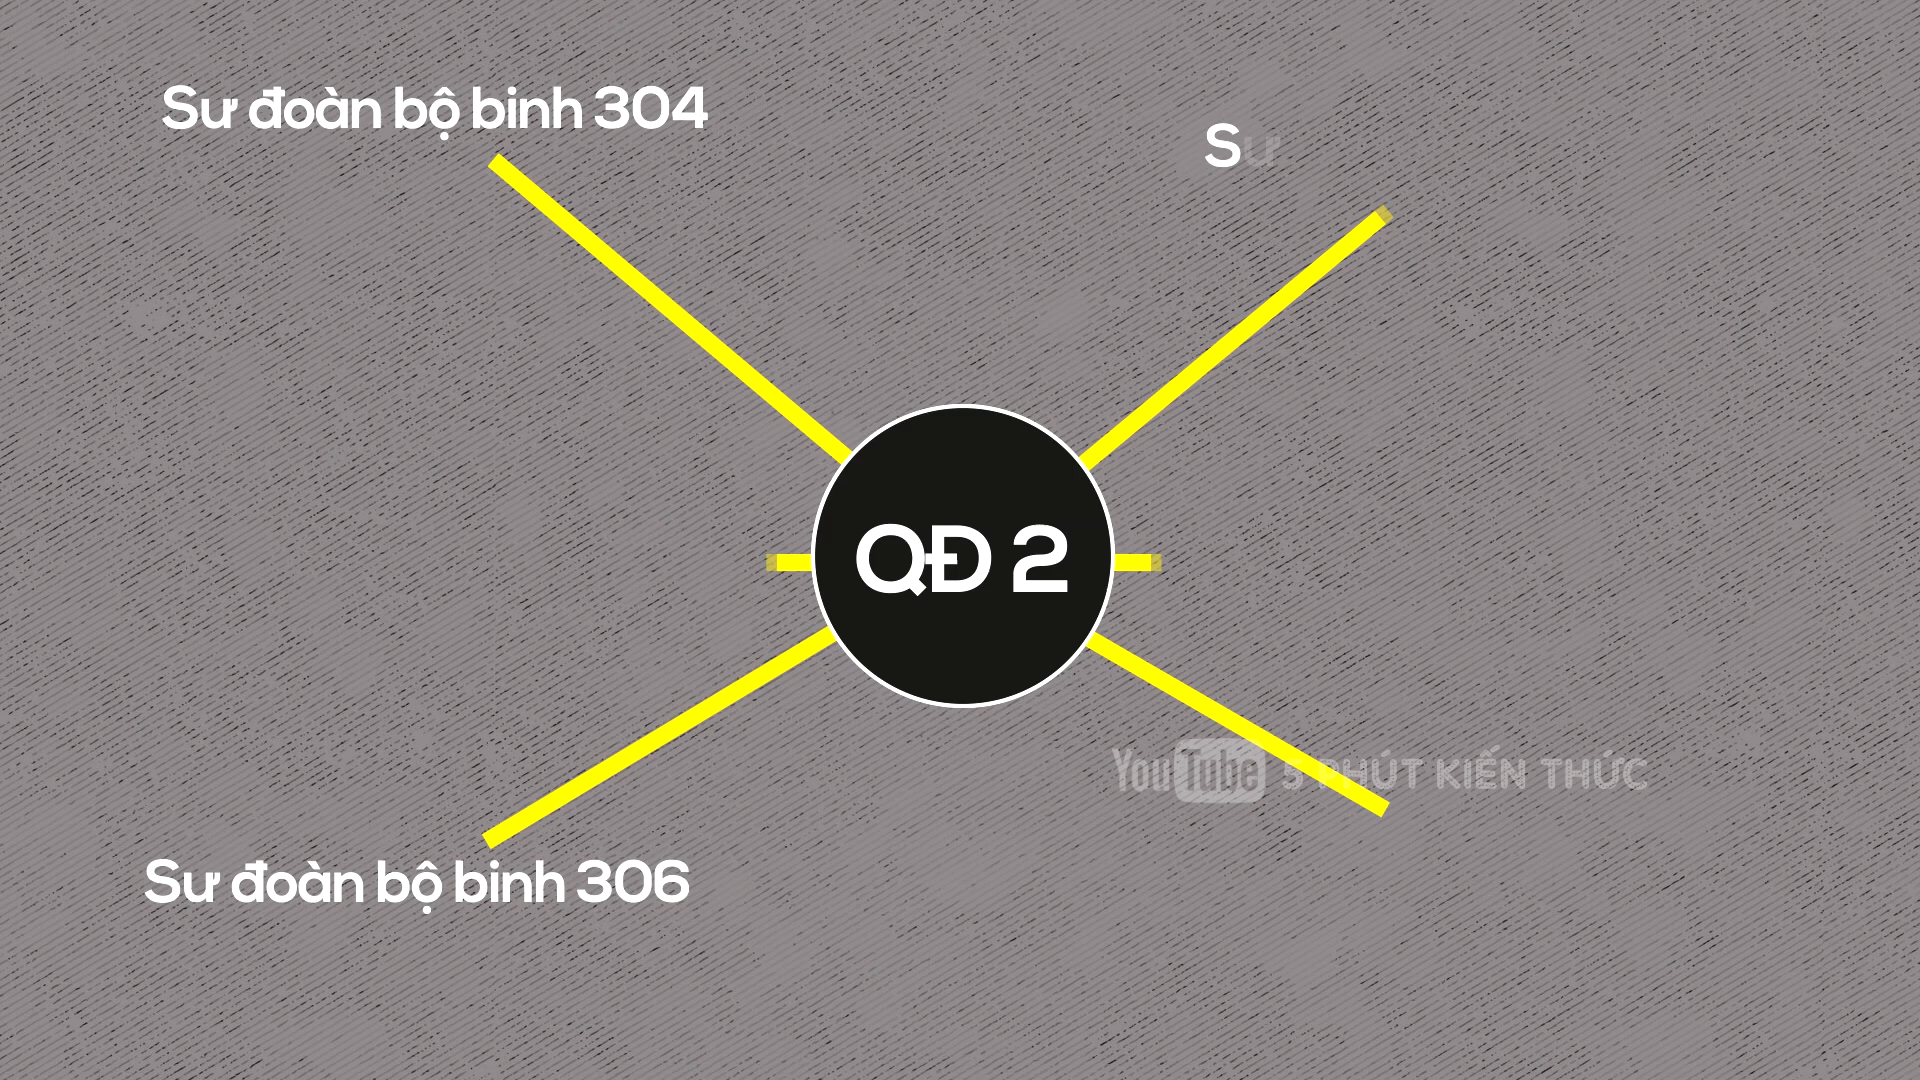 Sư đoàn bộ binh 304
Sư
QĐ 2
YouTube 5 PHÚT KIẾN THỨC
Sư đoàn bộ binh 306